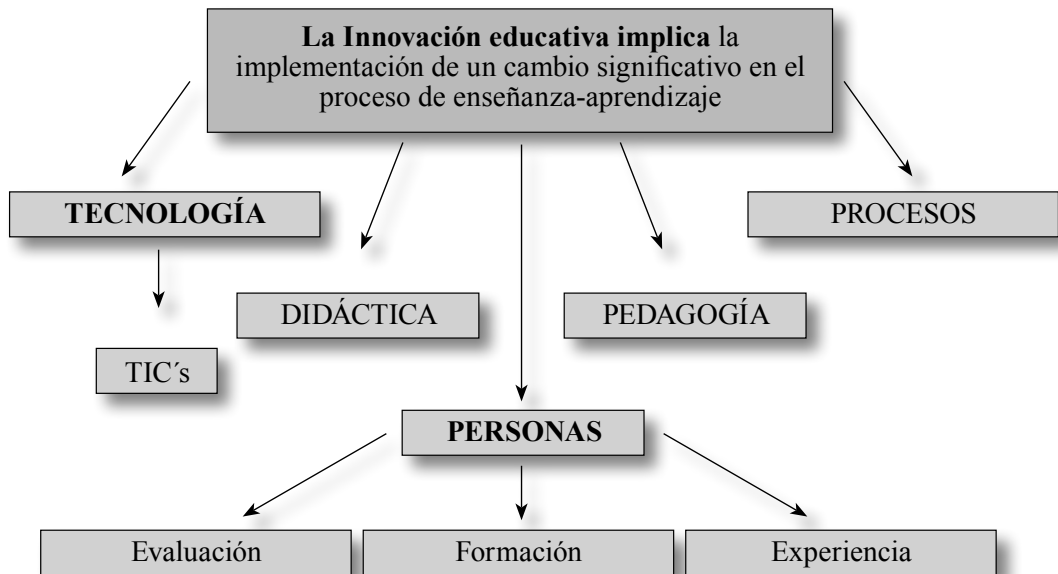 La Innovación educativa implica la
implementación de un cambio significativo en el
proceso de enseñanza-aprendizaje
TECNOLOGÍA
PROCESOS
DIDÁCTICA
PEDAGOGÍA
TIC´s
PERSONAS
Evaluación
Formación
Experiencia